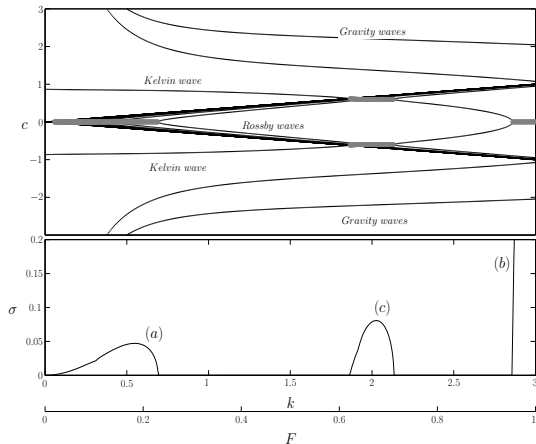 3
Gravity waves
2
1
Kelvin wave
c
0
Rossby waves
−1
Kelvin wave
−2
Gravity waves
0.2
(b)
0.15
σ
0.1
(c)
(a)
0.05
0
0 0.5 1 1.5 2 2.5 3
k
0 0.2 0.4 0.6 0.8 1
F